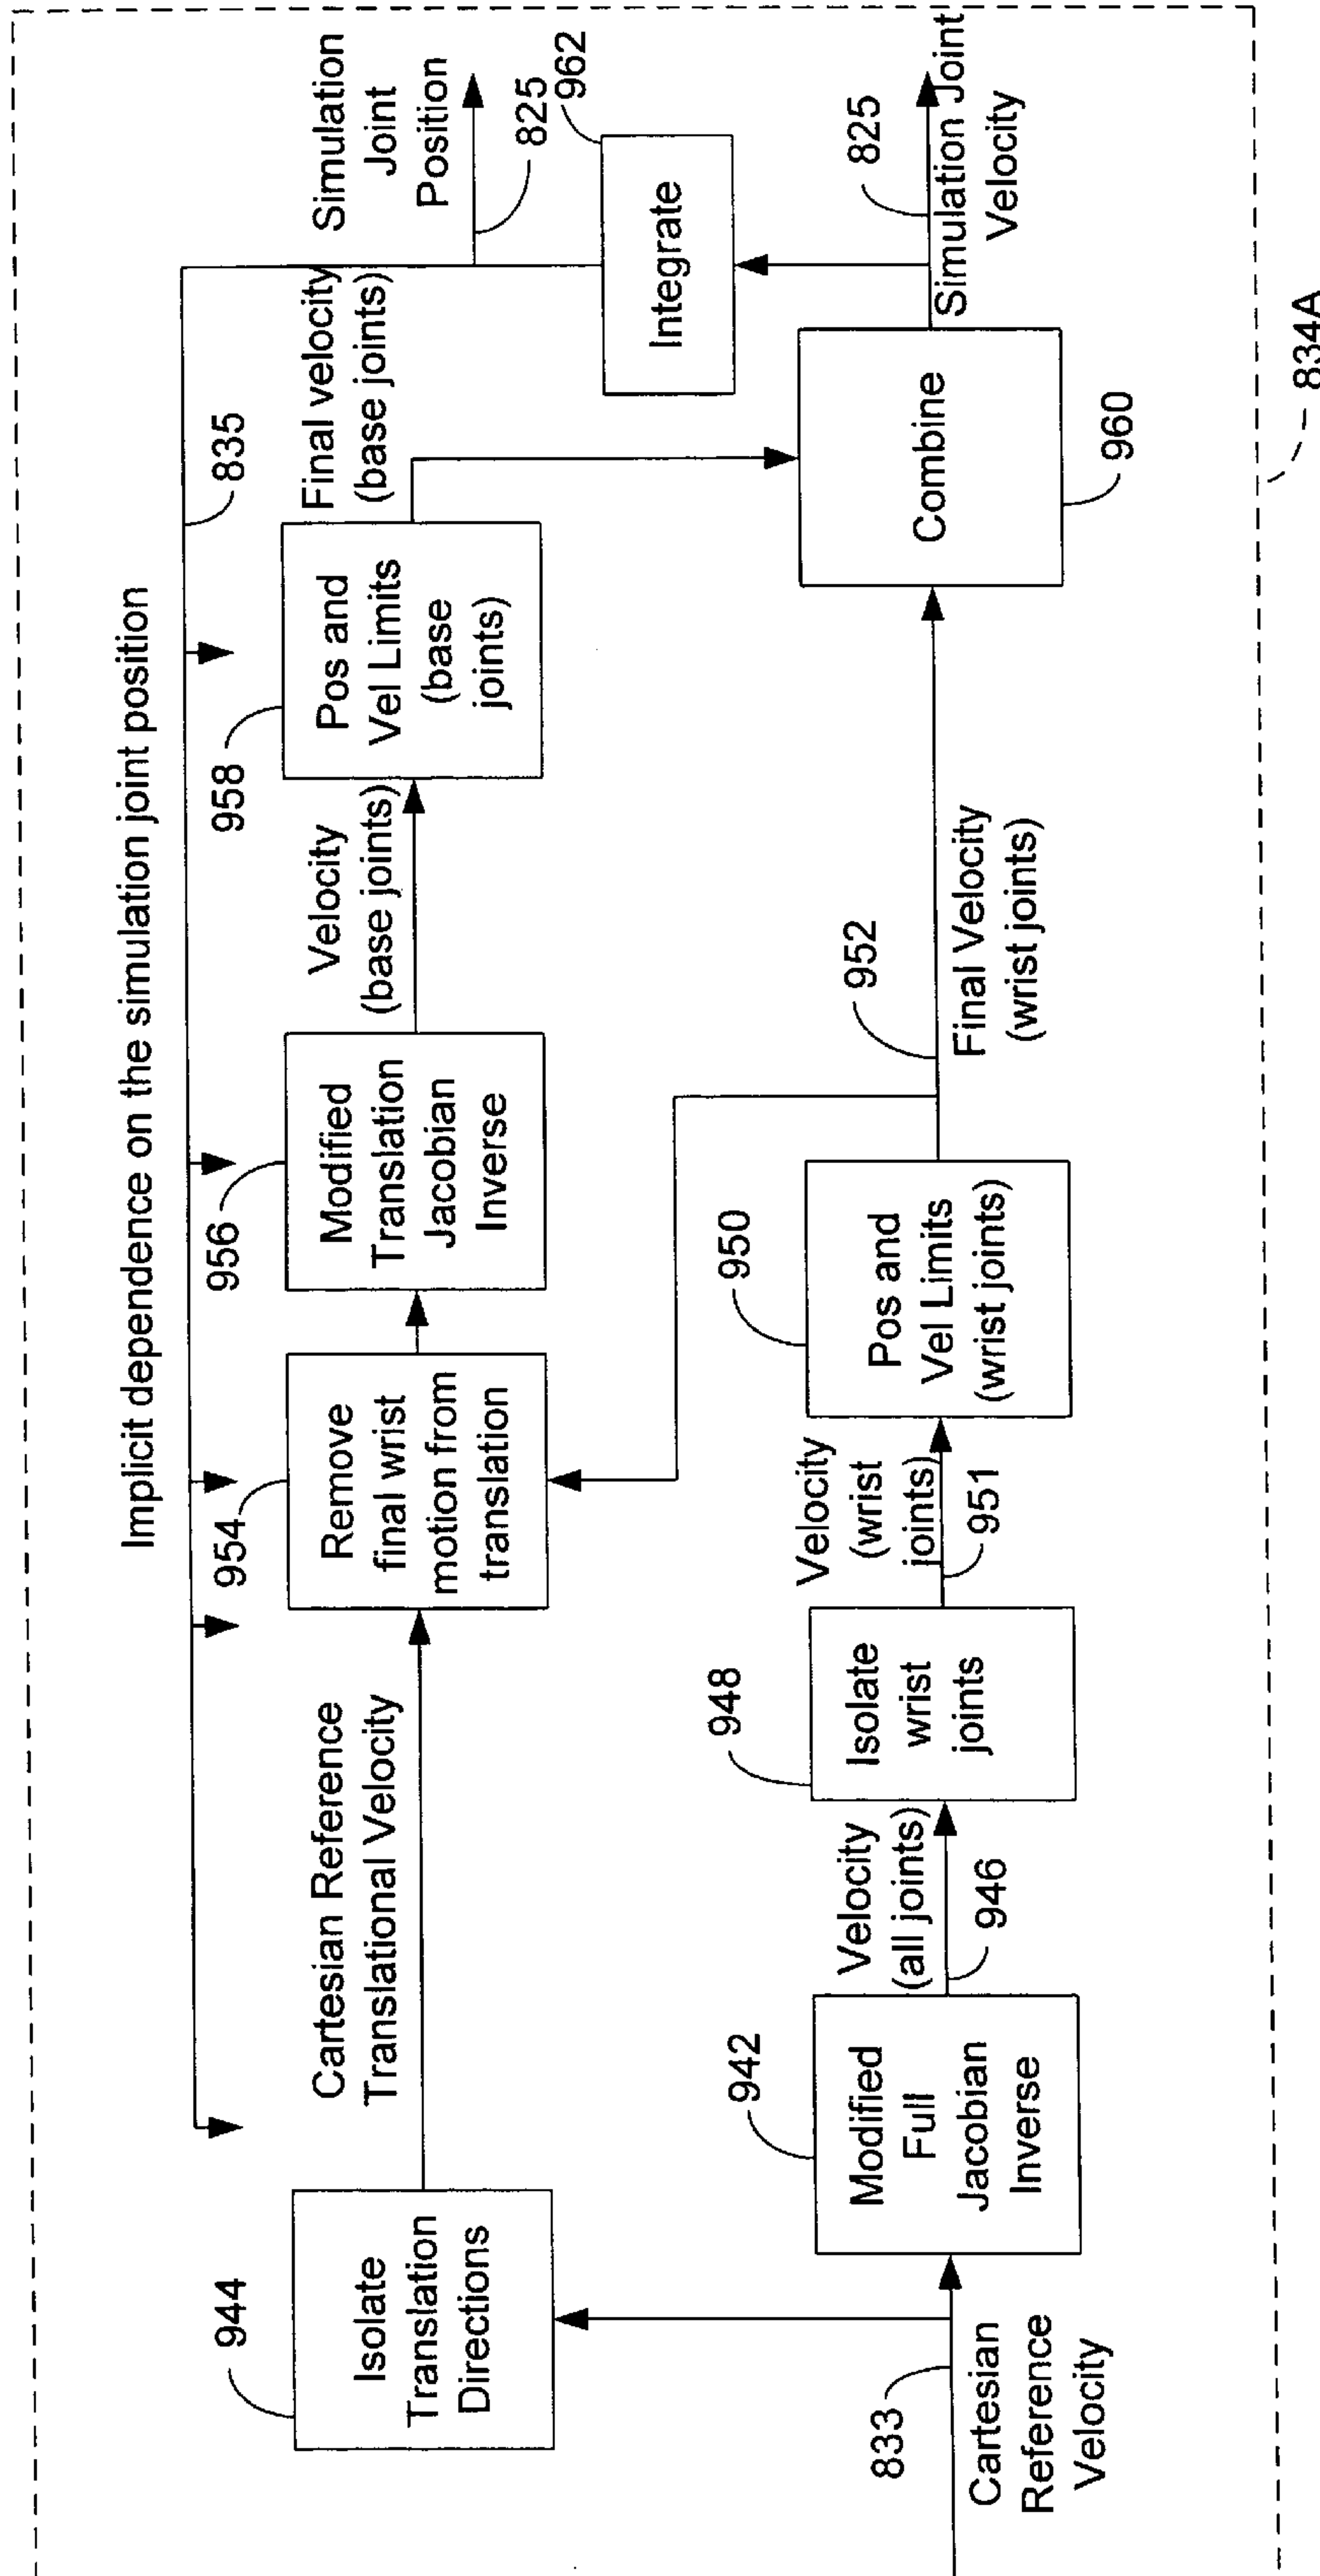 Implicit dependence on the simulation joint position
835
944
Isolate
Translation
Directions
Cartesian Reference
Translational Velocity
954
Remove
final wrist
motion from
translation
956
Modified
Translation
Jacobian
Inverse
Velocity
(base joints)
958
Pos and
Vel Limits
(base
joints)
Final velocity
(base joints)
Simulation
Joint
Position
825
962
Integrate
833
Cartesian
Reference
Velocity
942
Modified
Full
Jacobian
Inverse
Velocity
(all joints)
946
948
Isolate
wrist
joints
Velocity
(wrist
joints)
951
950
Pos and
Vel Limits
(wrist joints)
952
Final Velocity
(wrist joints)
Combine
960
825
Simulation Joint
Velocity
834A